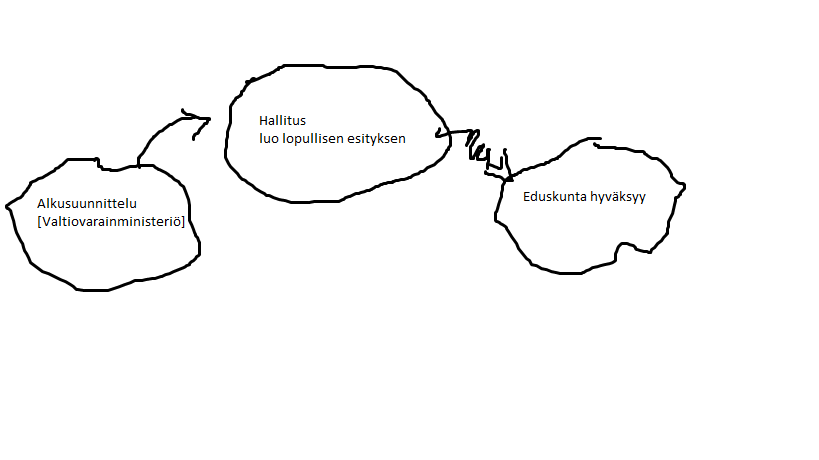 Hallitus
luo lopullisen esityksen
Alkusuunnittelu
[Valtiovarainministeriö]
Eduskunta hyväksyy